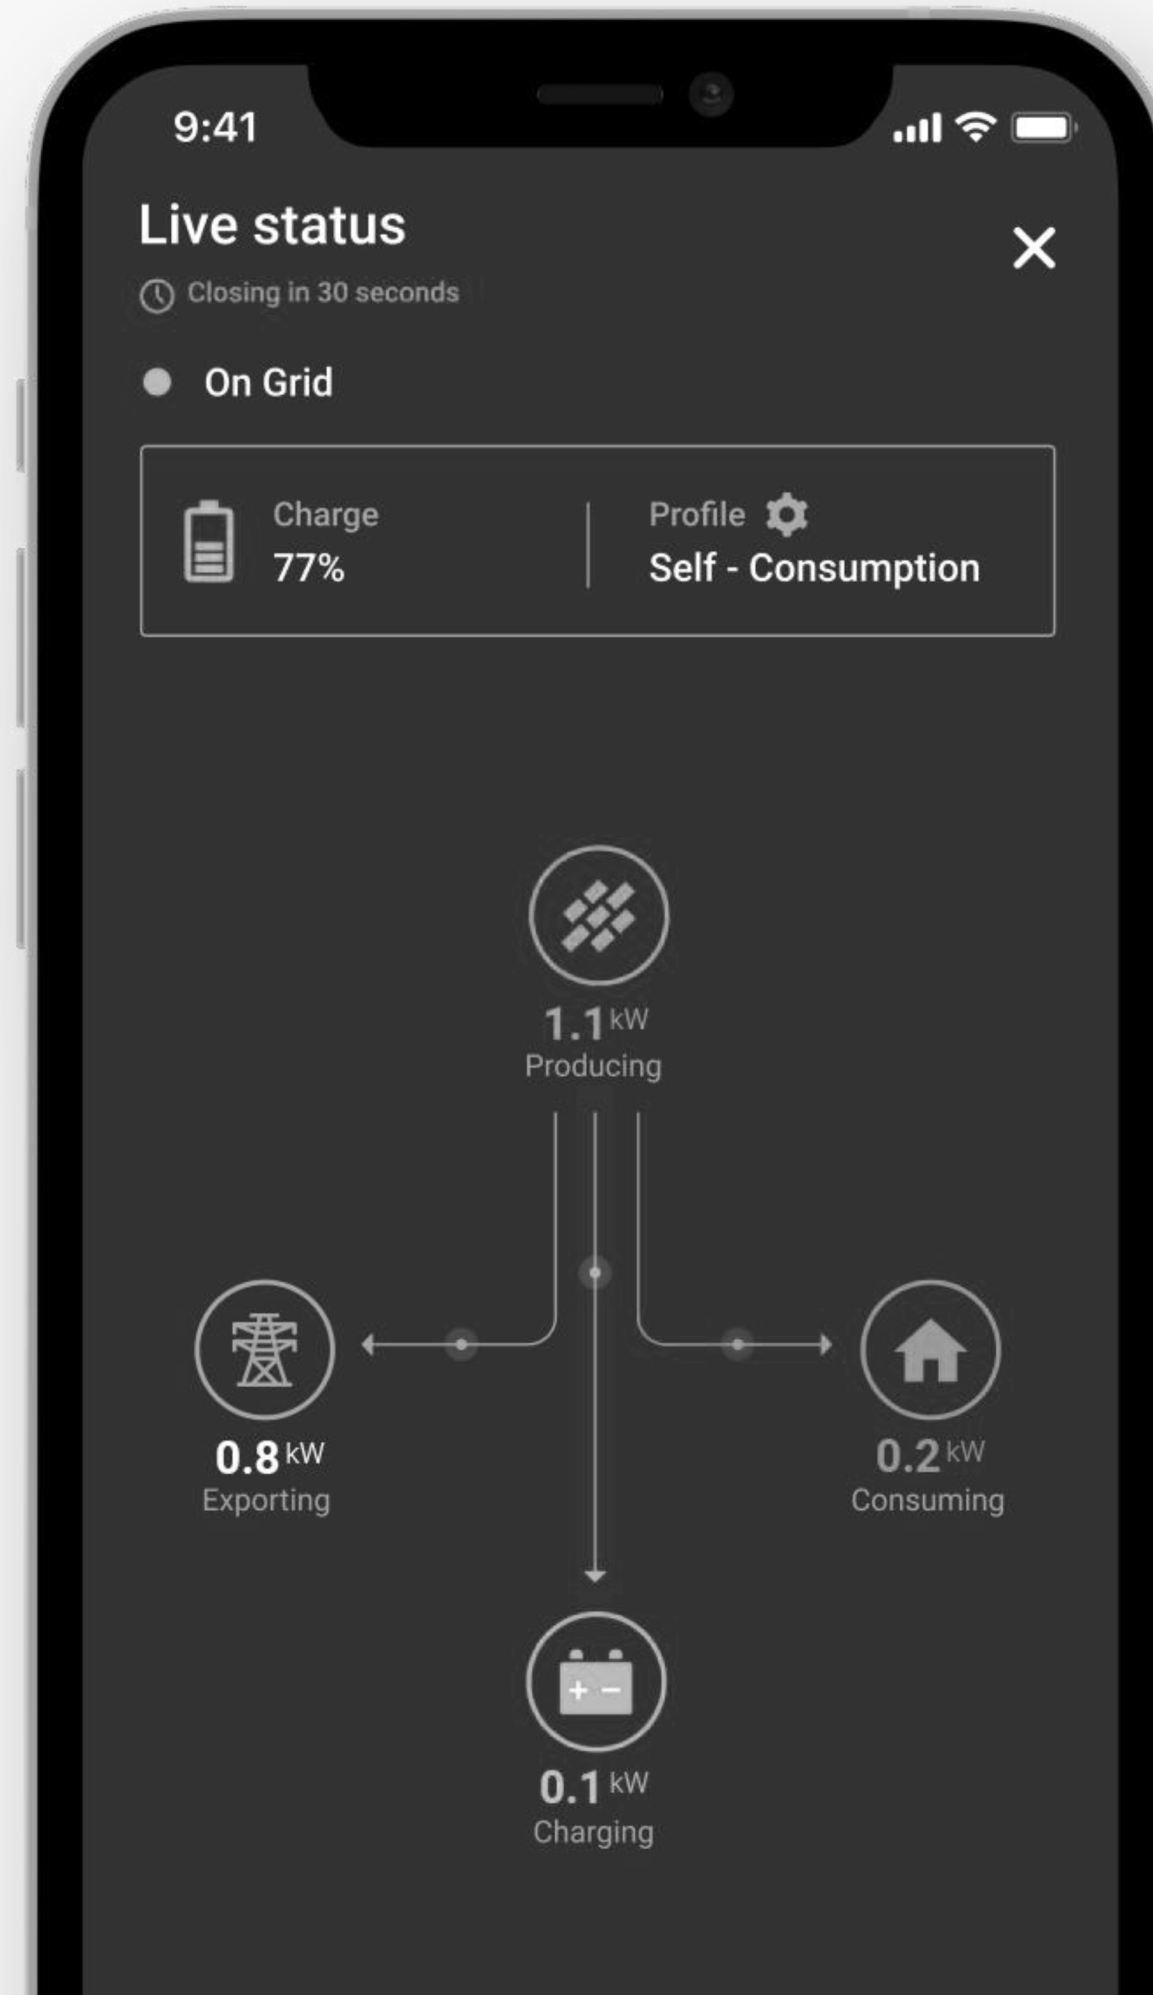 9:41
Live status
Closing in 30 seconds
On Grid
Charge
77%
Profile
Self - Consumption
1.1 kW
Producing
0.8 kW
Exporting
0.2 kW
Consuming
0.1 kW
Charging